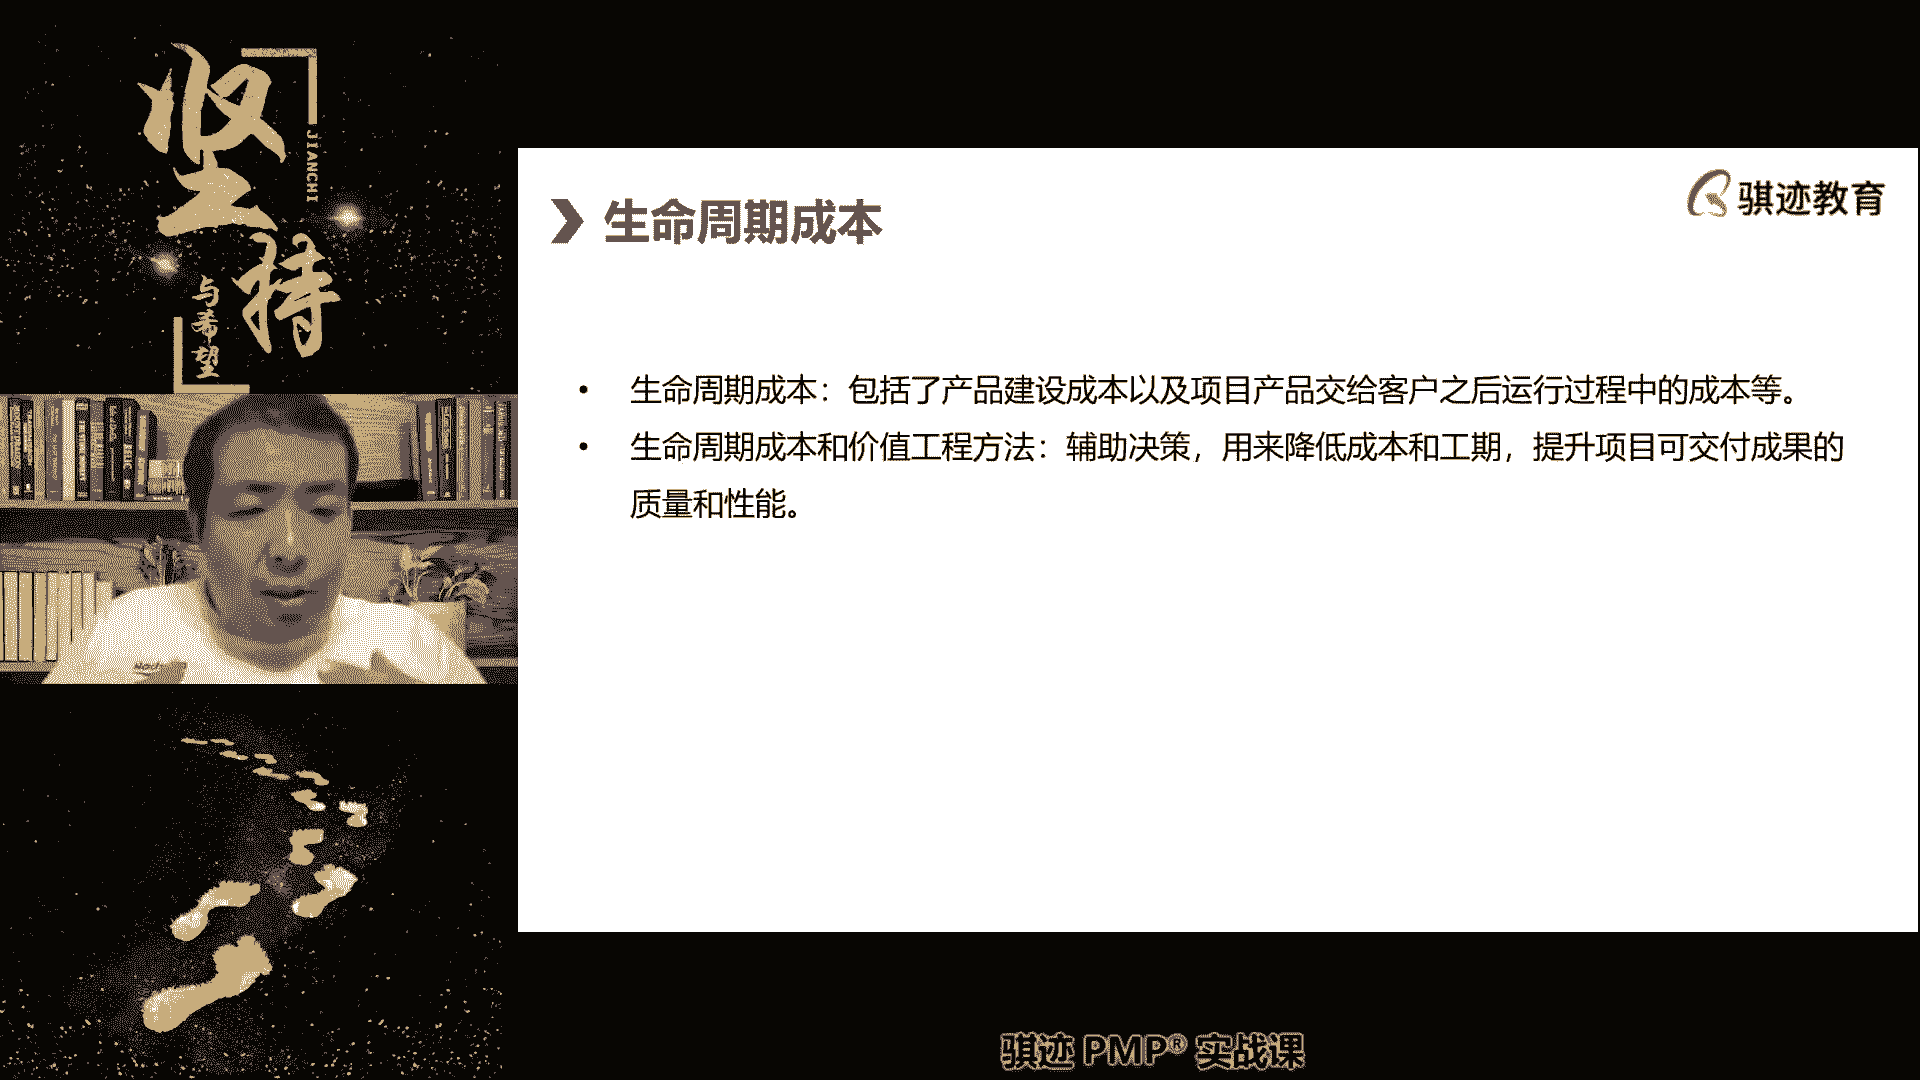 坚持
JIANCHI
与希望
骐迹教育
生命周期成本
• 生命周期成本：包括了产品建设成本以及项目产品交给客户之后运行过程中的成本等。
• 生命周期成本和价值工程方法：辅助决策，用来降低成本和工期，提升项目可交付成果的
质量和性能。
骐迹 PMP® 实战课